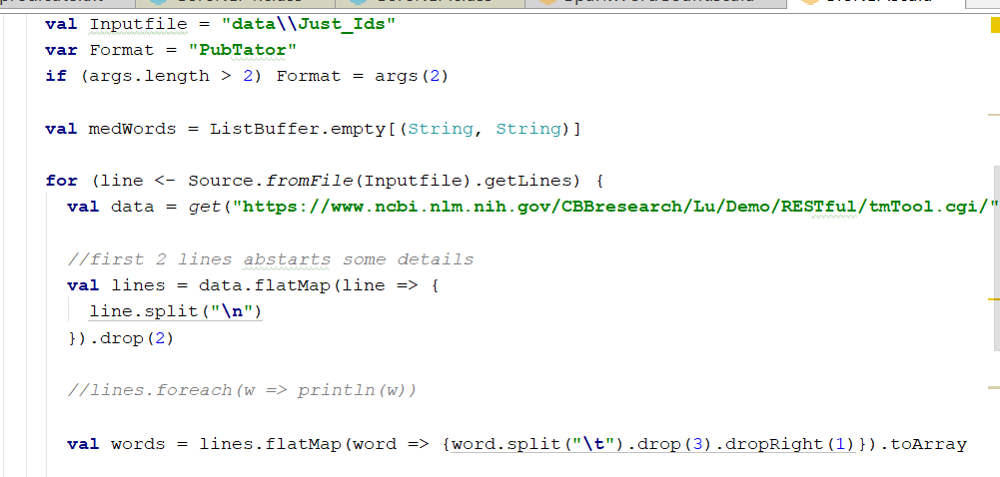 val Inputfile = "data\\Just_Ids"
var Format = "PubTator"
if (args.length > 2) Format = args(2)
val medWords = ListBuffer.empty[(String, String)]
for (line <- Source.fromFile(Inputfile).getLines) {
val data = get("https://www.ncbi.nlm.nih.gov/CBBresearch/Lu/Demo/RESTful/tmTool.cgi/"
//first 2 lines abstarts some details
val lines = data.flatMap(line => {
line.split("\n")
}).drop(2)
//lines.foreach(w => println(w))
val words = lines.flatMap(word => {word.split("\t").drop(3).dropRight(1)}).toArray